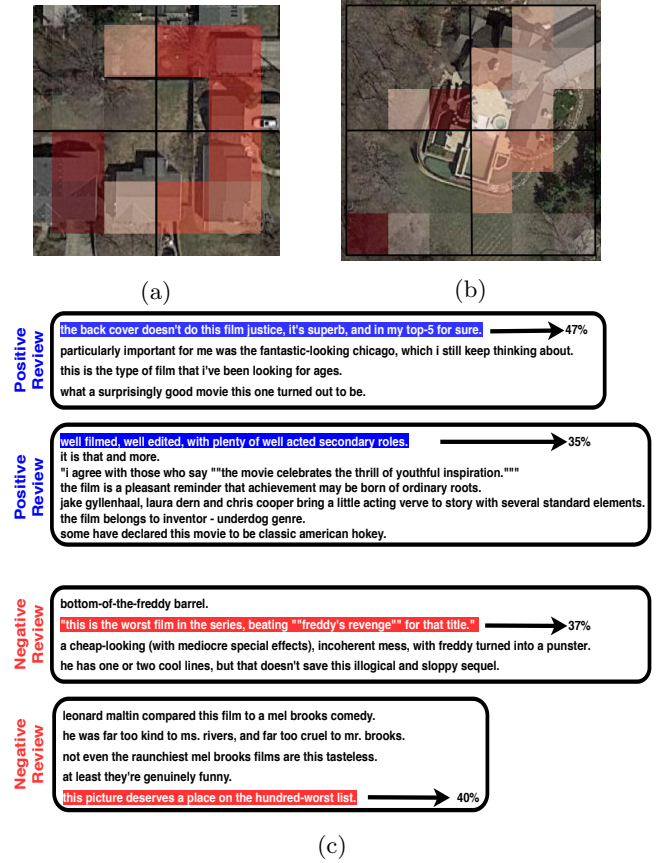 (a)
(b)
Positive
Review
the back cover doesn't do this film justice, it's superb, and in my top-5 for sure.
47%
particularly important for me was the fantastic-looking chicago, which i still keep thinking about.
this is the type of film that i've been looking for ages.
what a surprisingly good movie this one turned out to be.
Positive
Review
well filmed, well edited, with plenty of well acted secondary roles.
35%
it is that and more.
"i agree with those who say ""the movie celebrates the thrill of youthful inspiration."""
the film is a pleasant reminder that achievement may be born of ordinary roots.
jake gyllenhaal, laura dern and chris cooper bring a little acting verve to story with several standard elements.
the film belongs to inventor - underdog genre.
some have declared this movie to be classic american hokey.
Negative
Review
bottom-of-the-freddy barrel.
"this is the worst film in the series, beating ""freddy's revenge"" for that title."
37%
a cheap-looking (with mediocre special effects), incoherent mess, with freddy turned into a punster.
he has one or two cool lines, but that doesn't save this illogical and sloppy sequel.
Negative
Review
leonard maltin compared this film to a mel brooks comedy.
he was far too kind to ms. rivers, and far too cruel to mr. brooks.
not even the raunchiest mel brooks films are this tasteless.
at least they're genuinely funny.
this picture deserves a place on the hundred-worst list.
40%
(c)